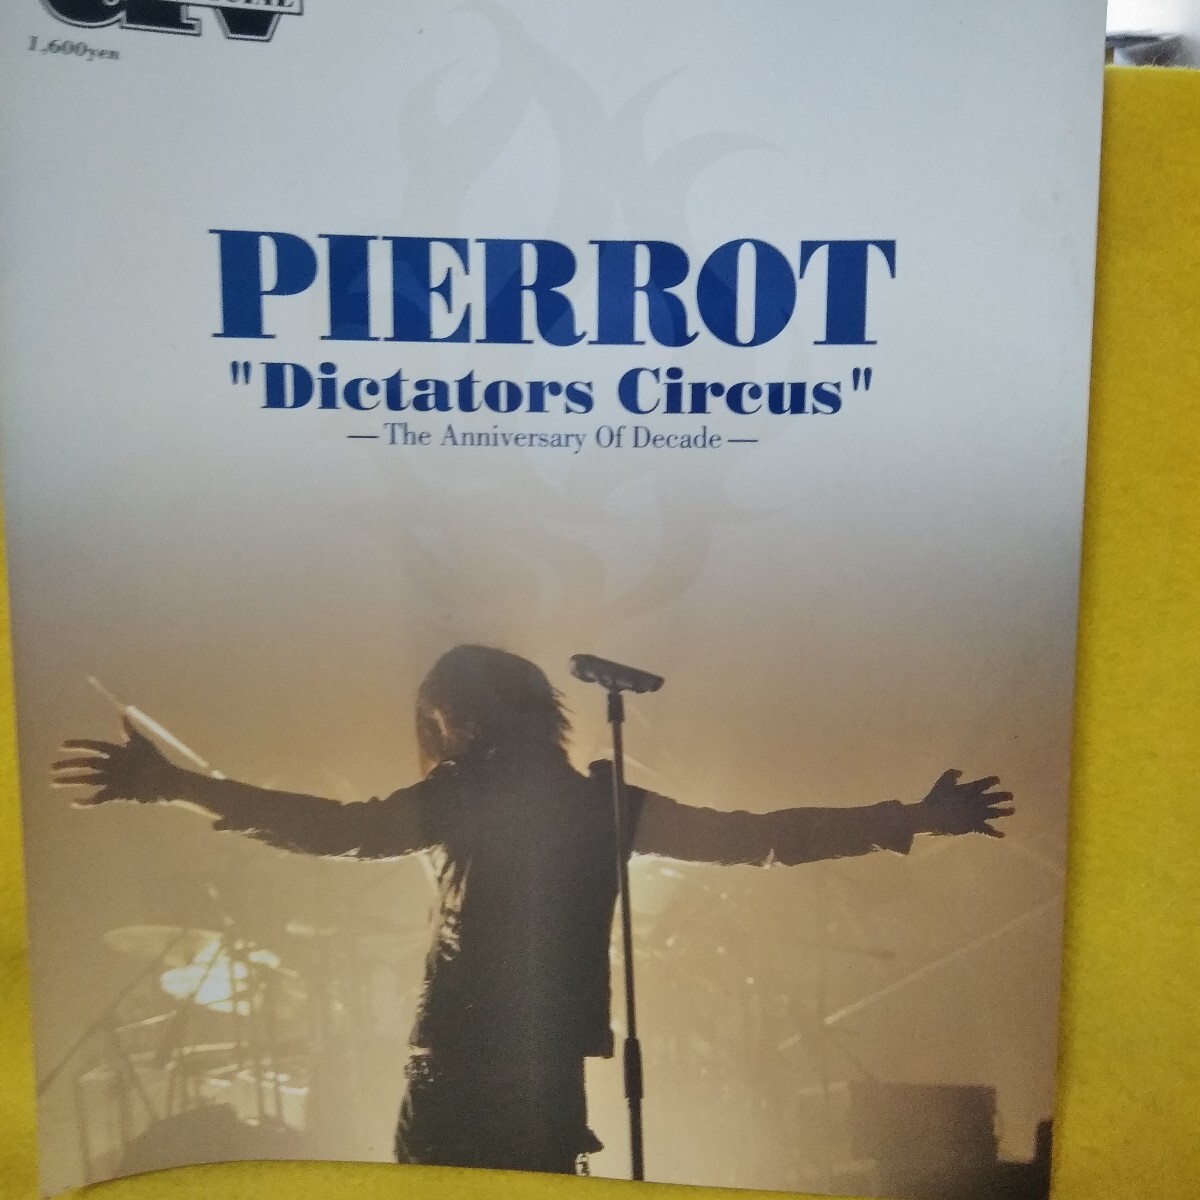 1,600yen
PIERROT
"Dictators Circus"
—The Anniversary Of Decade—